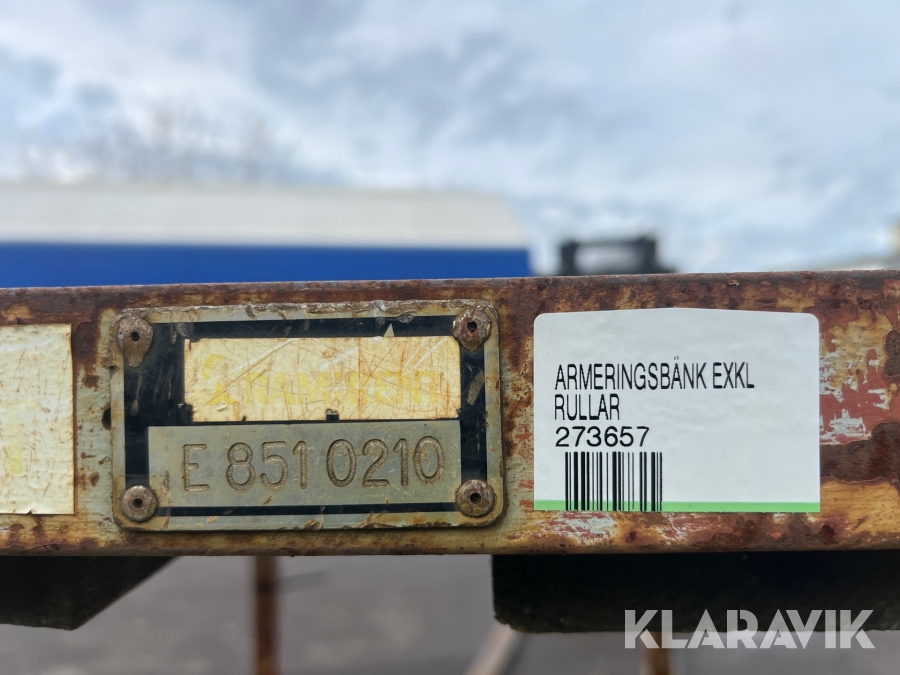 E 851 0210
ARMERINGSBÄNK EXKL
RULLAR
273657
KLARAVIK